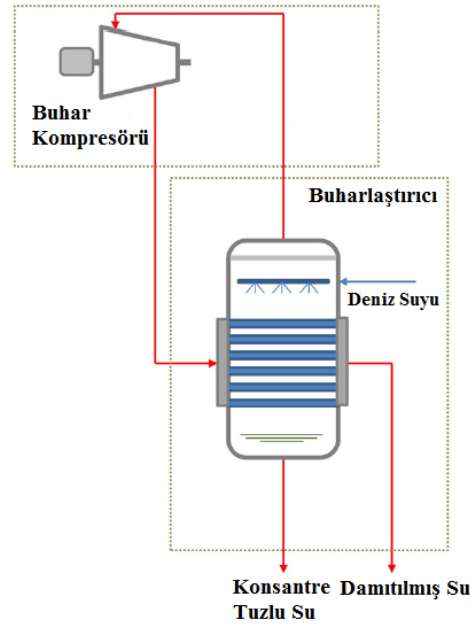 Buhar
Kompresörü
Buharlaştırıcı
Deniz Suyu
Konsantre
Tuzlu Su
Damıtılmış Su